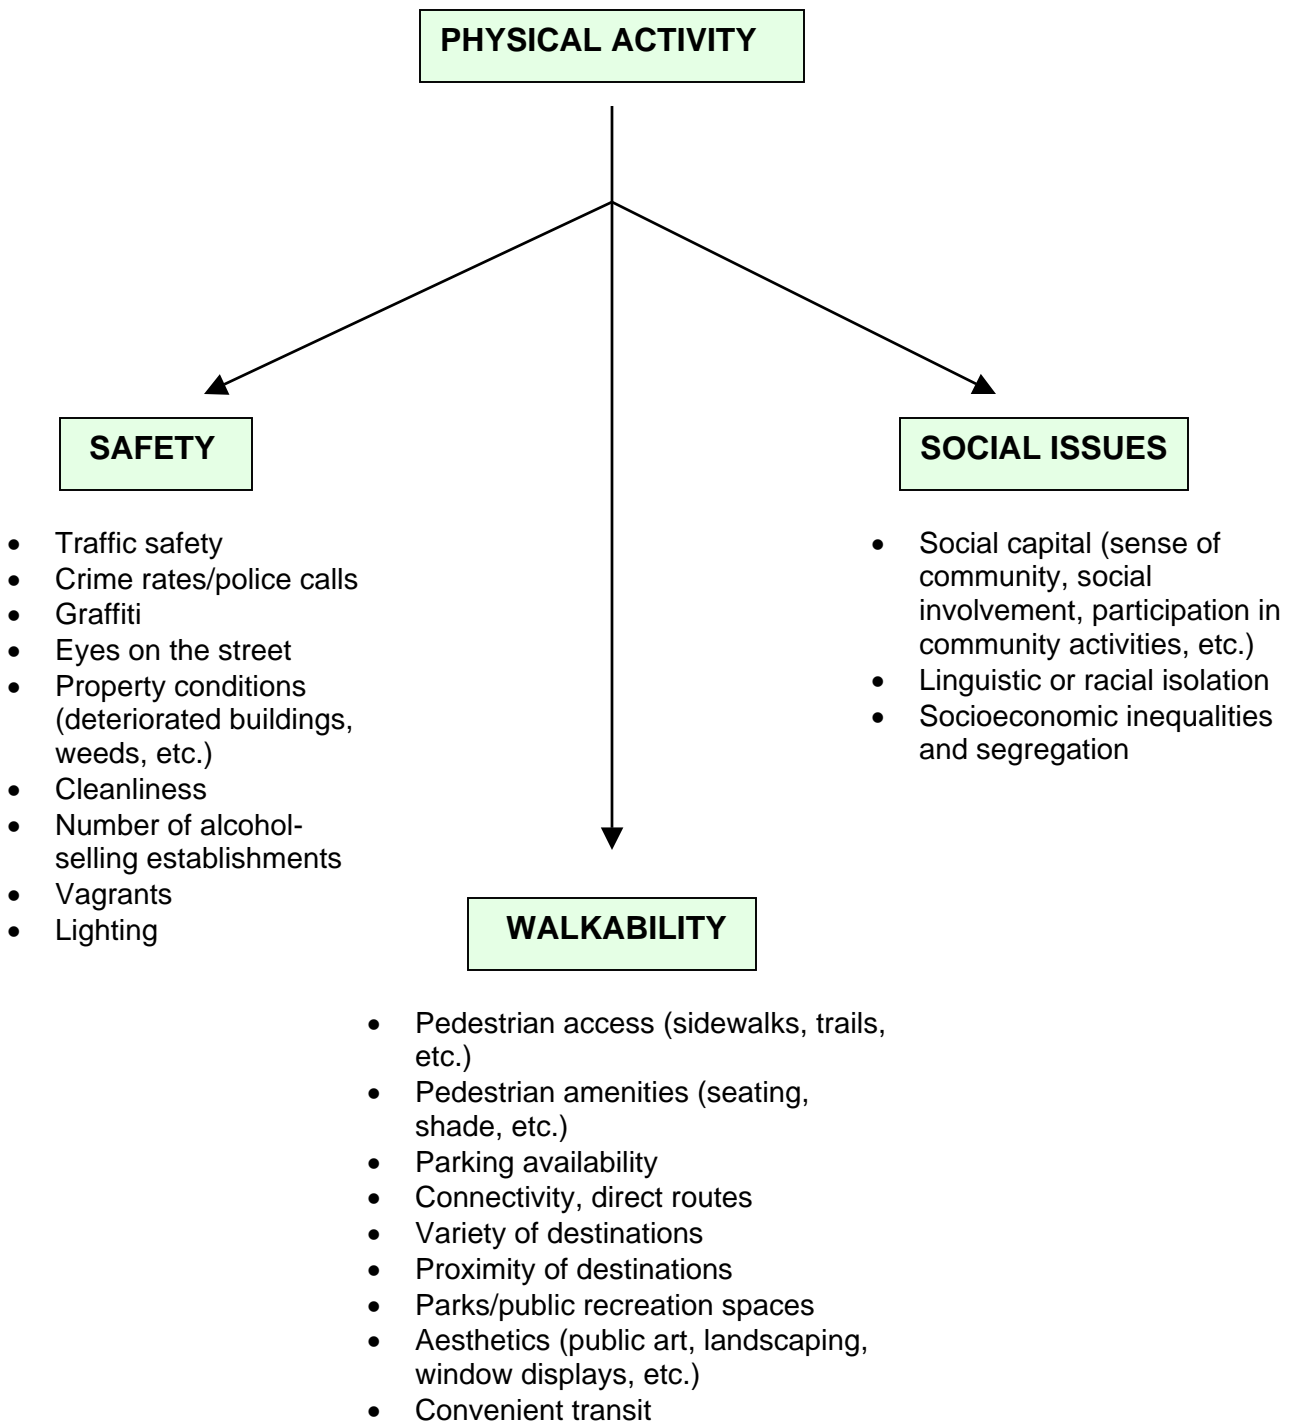 PHYSICAL ACTIVITY
SAFETY
• Traffic safety
• Crime rates/police calls
• Graffiti
• Eyes on the street
• Property conditions
(deteriorated buildings,
weeds, etc.)
• Cleanliness
• Number of alcohol-
selling establishments
• Vagrants
• Lighting
SOCIAL ISSUES
• Social capital (sense of
community, social
involvement, participation in
community activities, etc.)
• Linguistic or racial isolation
• Socioeconomic inequalities
and segregation
WALKABILITY
• Pedestrian access (sidewalks, trails,
etc.)
• Pedestrian amenities (seating,
shade, etc.)
• Parking availability
• Connectivity, direct routes
• Variety of destinations
• Proximity of destinations
• Parks/public recreation spaces
• Aesthetics (public art, landscaping,
window displays, etc.)
• Convenient transit